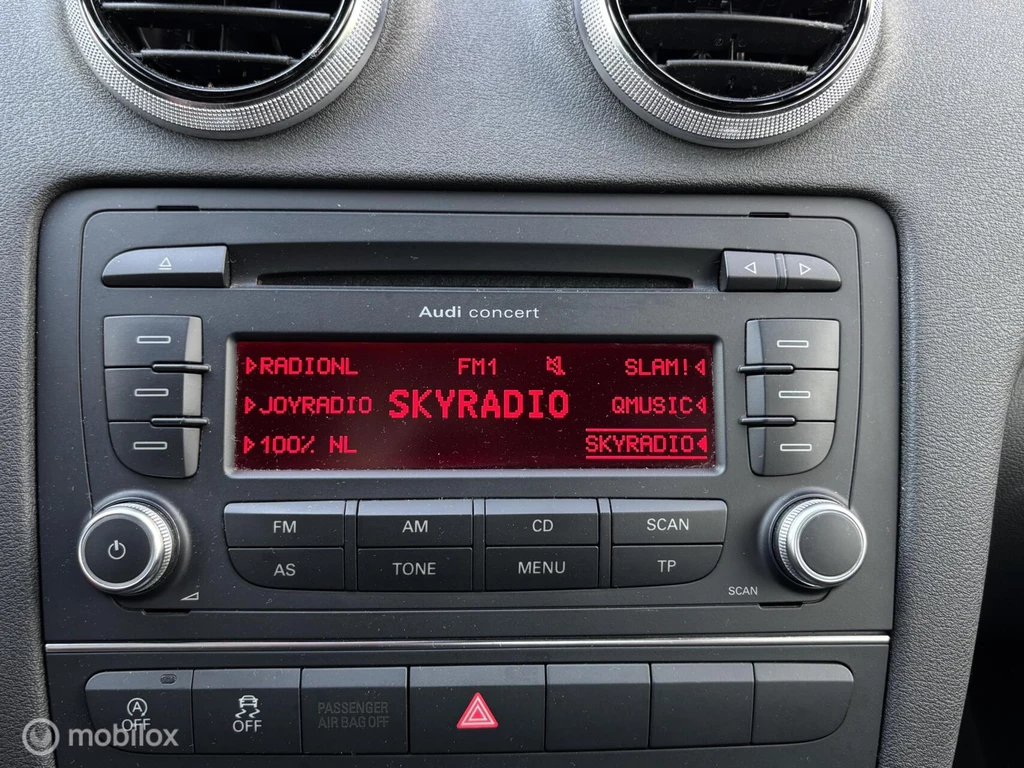 Audi concert
RADIONL FM1 SLAM!
JOYRADIO SKYRADIO QMUSIC
100% NL SKYRADIO
FM AM CD SCAN
AS TONE MENU TP
SCAN
A
OFF OFF PASSENGER
AIR BAG OFF
mobilox